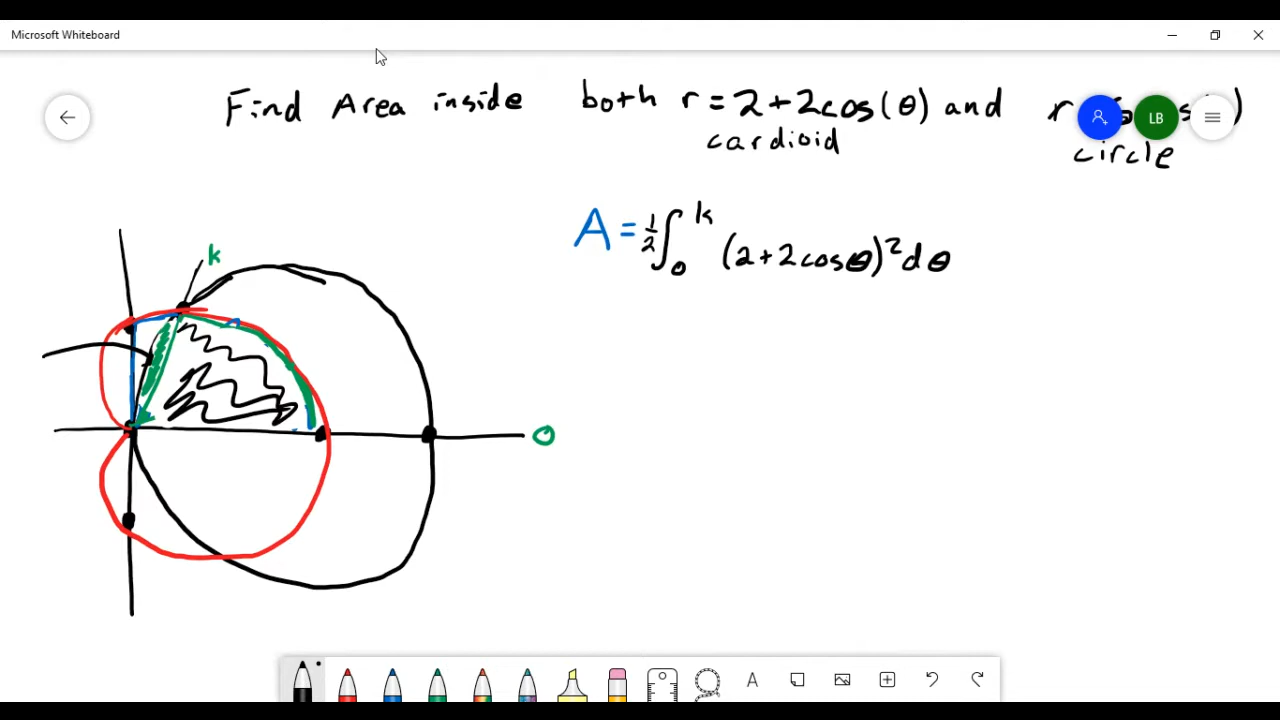 Microsoft Whiteboard
Find Area inside both r = 2 + 2cos(θ) and r
cardioid
circle
LB
A = 1/2 ∫₀ᵏ (2 + 2cosθ)² dθ
k
0
A